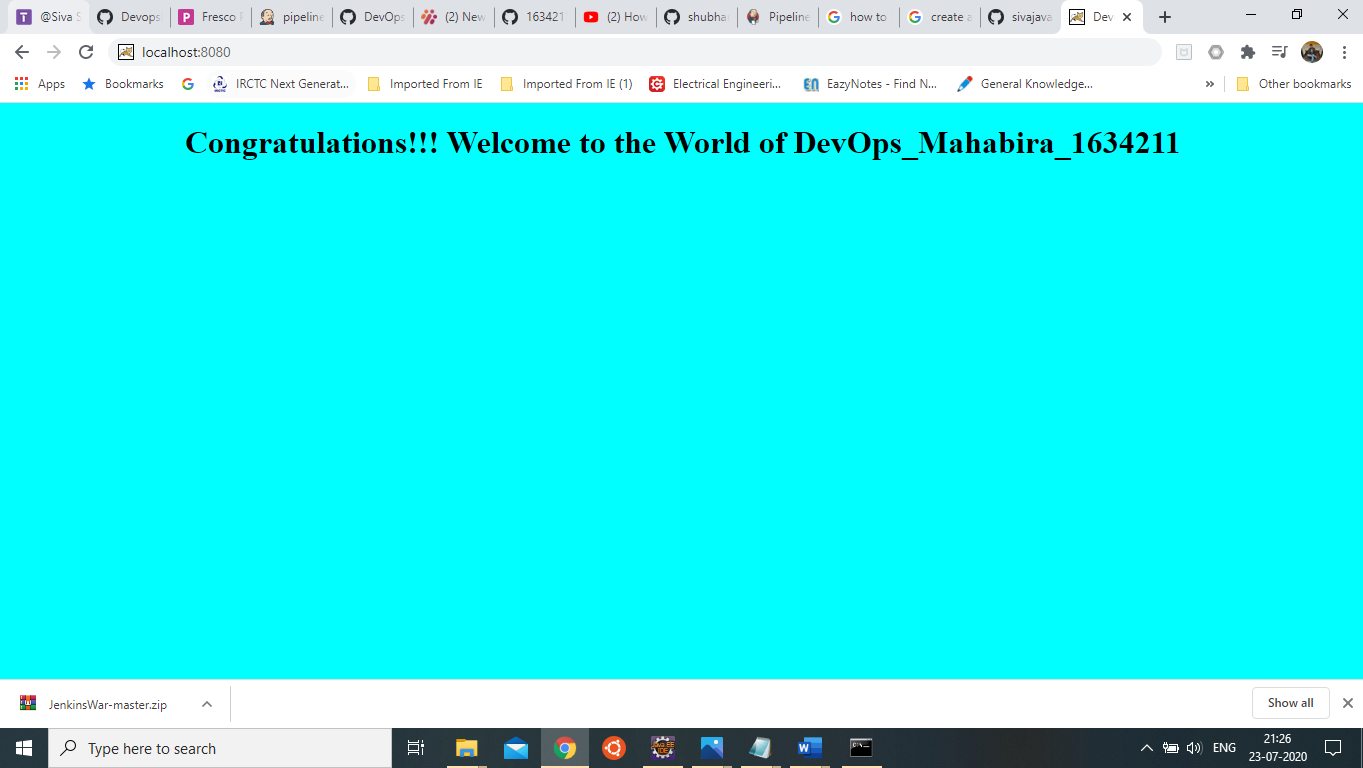 @Siva S
Devops
Fresco P
pipeline
DevOps
(2) New
163421
(2) How
shubha
Pipeline
how to
create a
sivajava
Dev
localhost:8080
Apps
Bookmarks
IRCTC Next Generat...
Imported From IE
Imported From IE (1)
Electrical Engineeri...
EazyNotes - Find N...
General Knowledge...
»
Other bookmarks
Congratulations!!! Welcome to the World of DevOps_Mahabira_1634211
JenkinsWar-master.zip
Show all
Type here to search
ENG
21:26
23-07-2020